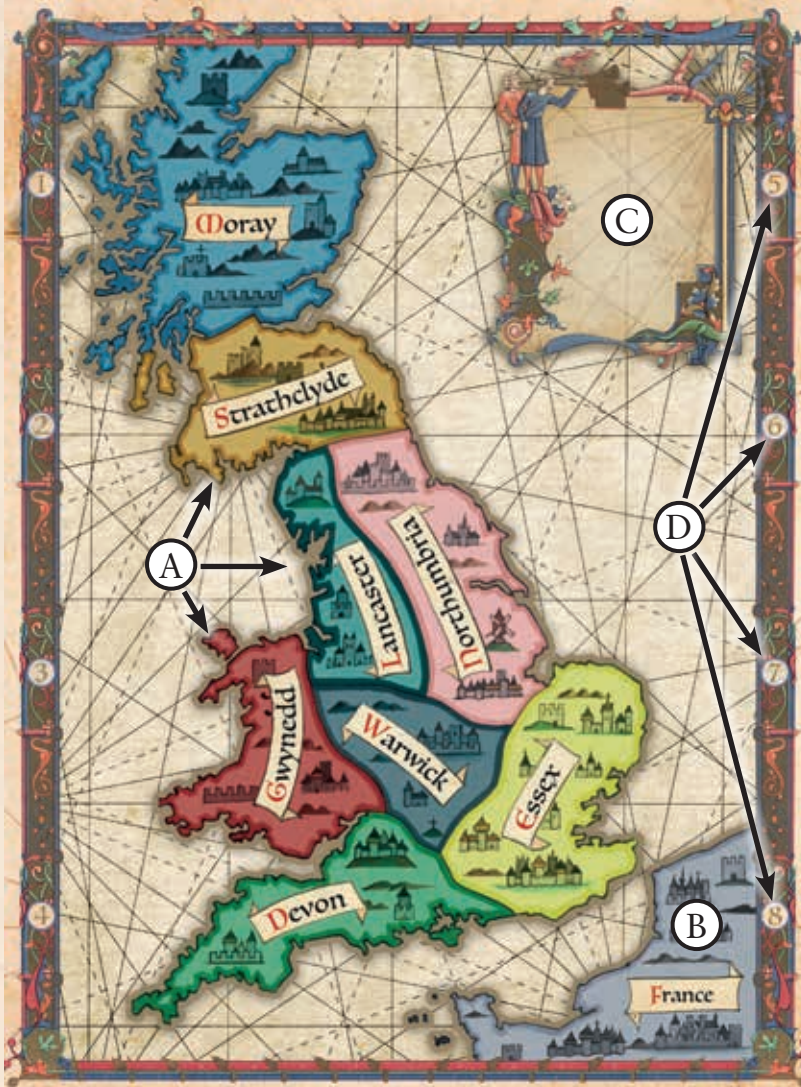 1
5
Moray
C
Strathclyde
2
6
D
A
Lancaster
Northumbria
3
7
Gwynedd
Warwick
Essex
Devon
4
B
8
France